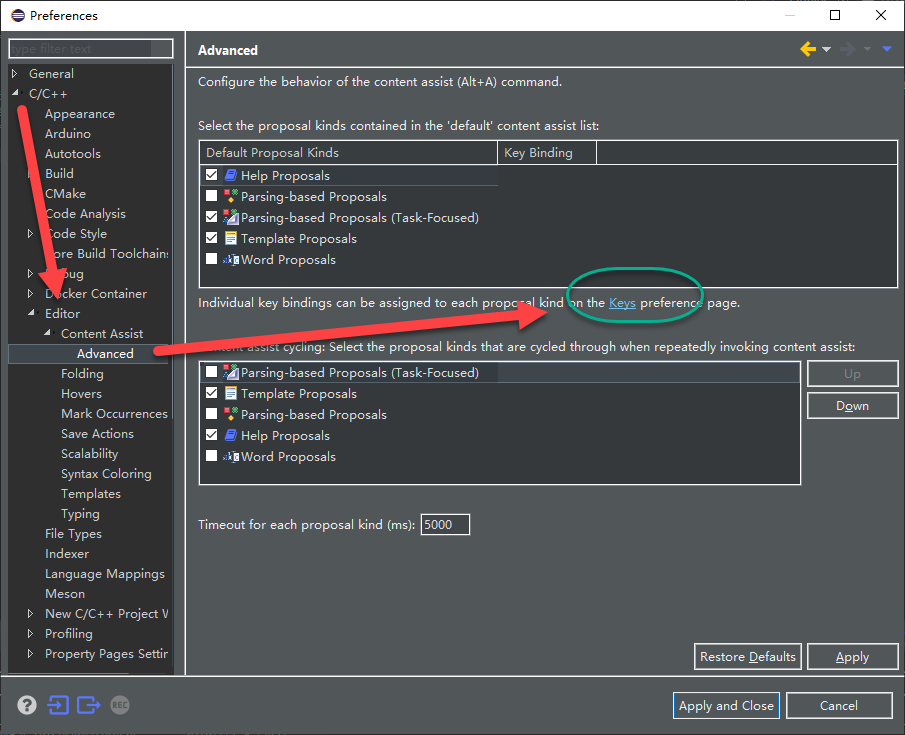 Preferences
type filter text
General
C/C++
Appearance
Arduino
Autotools
Build
CMake
Code Analysis
Code Style
ore Build Toolchains
bug
Docker Container
Editor
Content Assist
Advanced
Folding
Hovers
Mark Occurrences
Save Actions
Scalability
Syntax Coloring
Templates
Typing
File Types
Indexer
Language Mappings
Meson
New C/C++ Project W
Profiling
Property Pages Settin
Advanced
Configure the behavior of the content assist (Alt+A) command.
Select the proposal kinds contained in the 'default' content assist list:
Default Proposal Kinds Key Binding
Help Proposals
Parsing-based Proposals
Parsing-based Proposals (Task-Focused)
Template Proposals
Word Proposals
Individual key bindings can be assigned to each proposal kind on the Keys preference page.
ntent assist cycling: Select the proposal kinds that are cycled through when repeatedly invoking content assist:
Parsing-based Proposals (Task-Focused)
Template Proposals
Parsing-based Proposals
Help Proposals
Word Proposals
Up
Down
Timeout for each proposal kind (ms): 5000
Restore Defaults Apply
? REC
Apply and Close Cancel